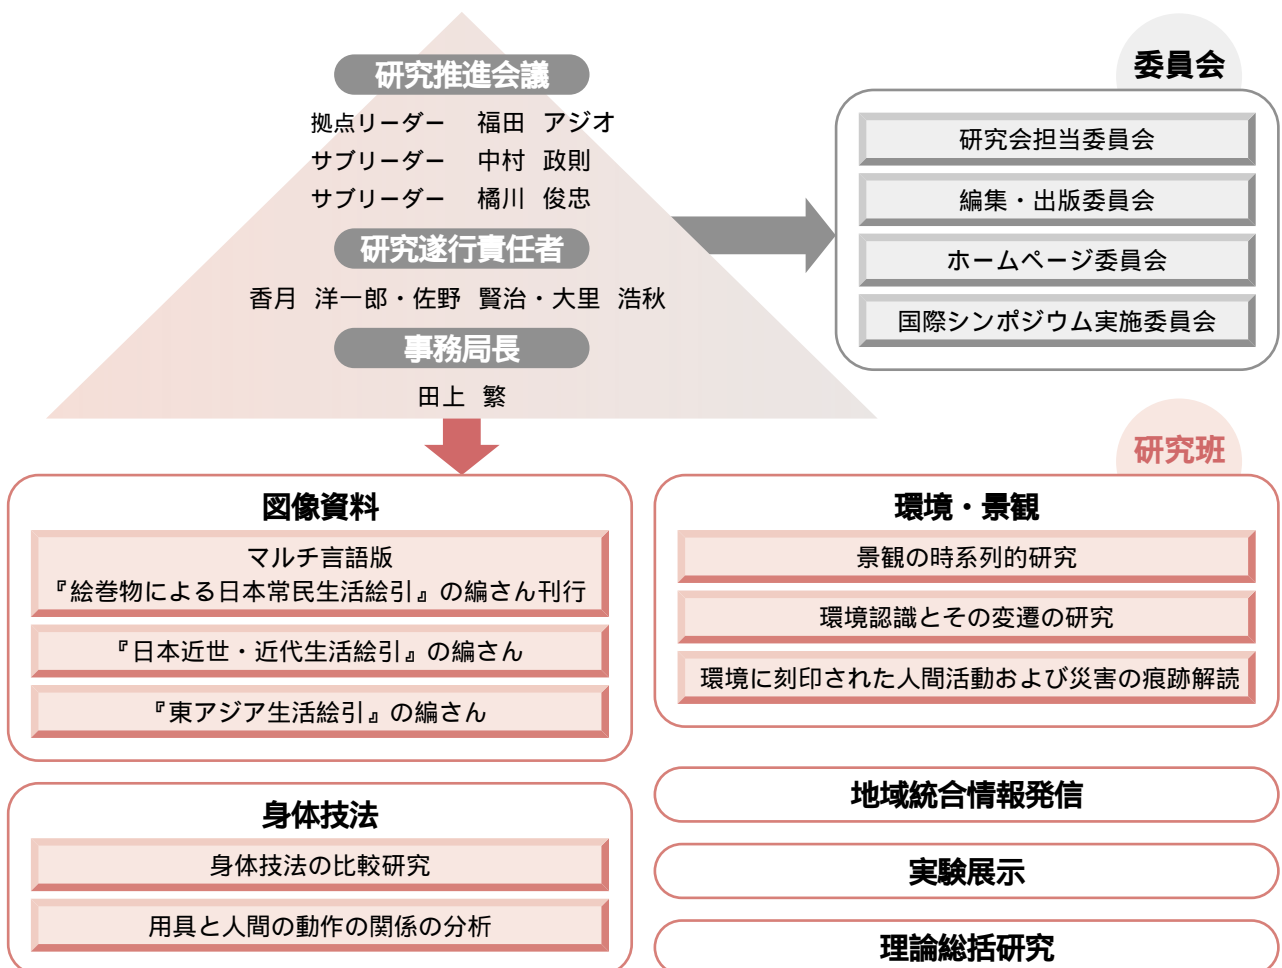 研究推進会議
拠点リーダー 福田 アジオ
サブリーダー 中村 政則
サブリーダー 橘川 俊忠
研究遂行責任者
香月 洋一郎・佐野 賢治・大里 浩秋
事務局長
田上 繁
委員会
研究会担当委員会
編集・出版委員会
ホームページ委員会
国際シンポジウム実施委員会
研究班
図像資料
マルチ言語版
『絵巻物による日本常民生活絵引』の編さん刊行
『日本近世・近代生活絵引』の編さん
『東アジア生活絵引』の編さん
身体技法
身体技法の比較研究
用具と人間の動作の関係の分析
環境・景観
景観の時系列的研究
環境認識とその変遷の研究
環境に刻印された人間活動および災害の痕跡解読
地域統合情報発信
実験展示
理論総括研究